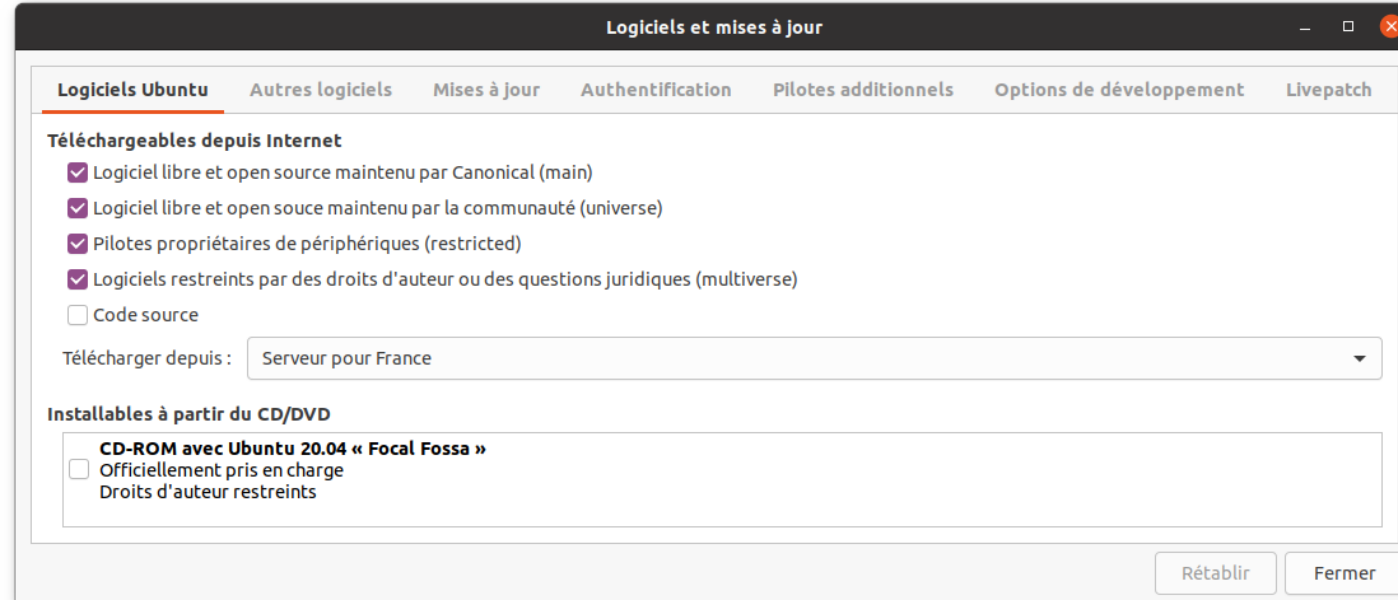 Logiciels et mises à jour
Logiciels Ubuntu Autres logiciels Mises à jour Authentification Pilotes additionnels Options de développement Livepatch
Téléchargeables depuis Internet
Logiciel libre et open source maintenu par Canonical (main)
Logiciel libre et open souce maintenu par la communauté (universe)
Pilotes propriétaires de périphériques (restricted)
Logiciels restreints par des droits d'auteur ou des questions juridiques (multiverse)
Code source
Télécharger depuis : Serveur pour France
Installables à partir du CD/DVD
CD-ROM avec Ubuntu 20.04 « Focal Fossa »
Officiellement pris en charge
Droits d'auteur restreints
Rétablir Fermer